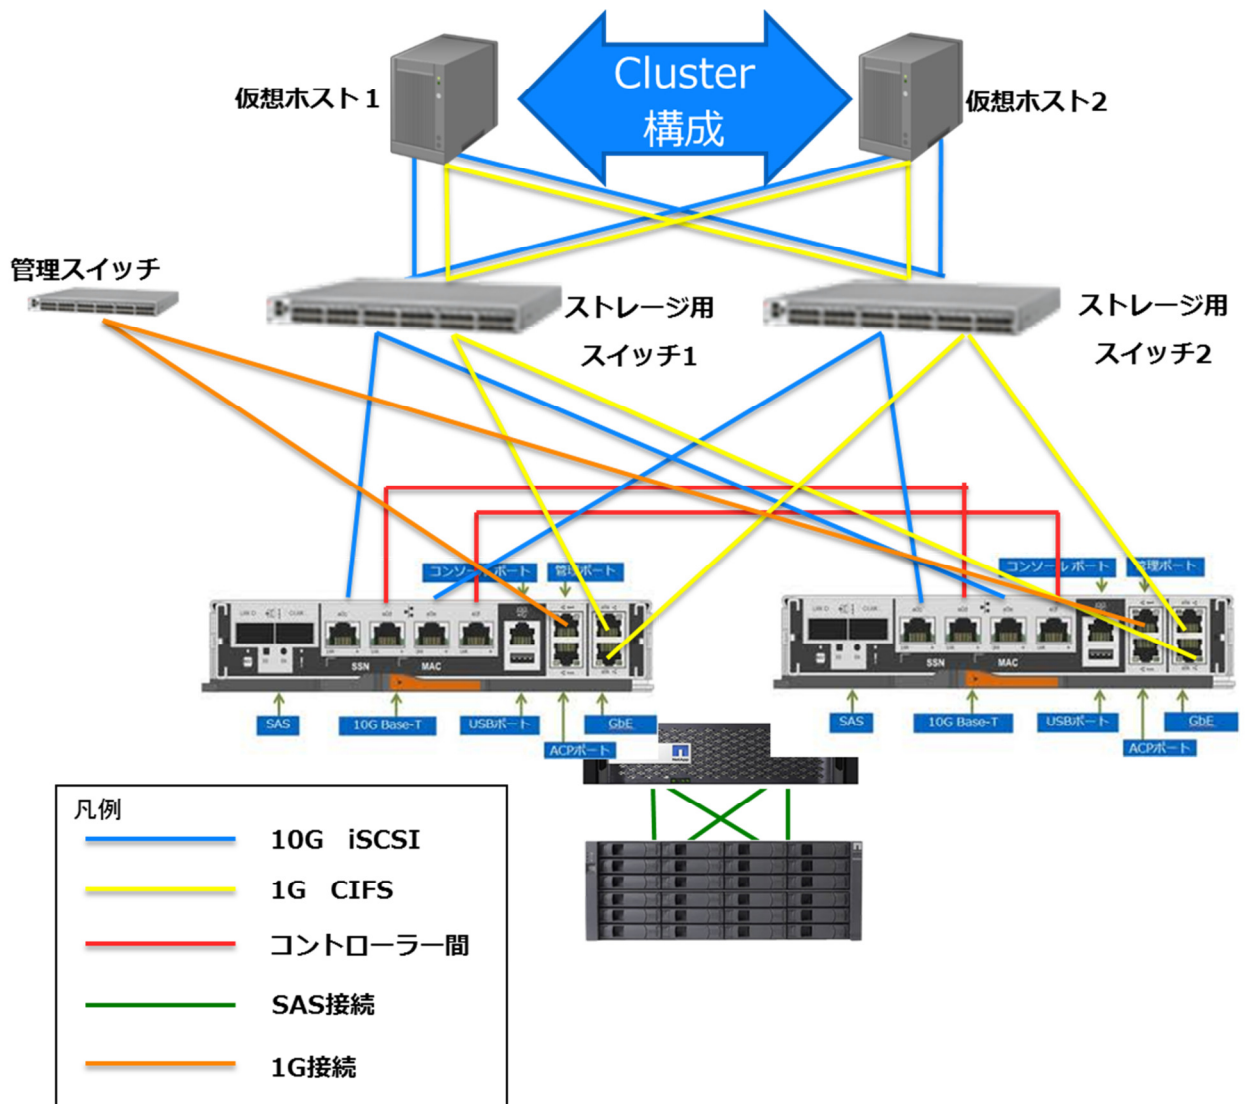 Cluster
構成
仮想ホスト1
仮想ホスト2
管理スイッチ
ストレージ用
スイッチ1
ストレージ用
スイッチ2
コンソール ポート
管理ポート
コンソール ポート
管理ポート
SSN
MAC
SSN
MAC
SAS
10G Base-T
USBポート
GbE
ACPポート
SAS
10G Base-T
USBポート
GbE
ACPポート
凡例
10G iSCSI
1G CIFS
コントローラー間
SAS接続
1G接続